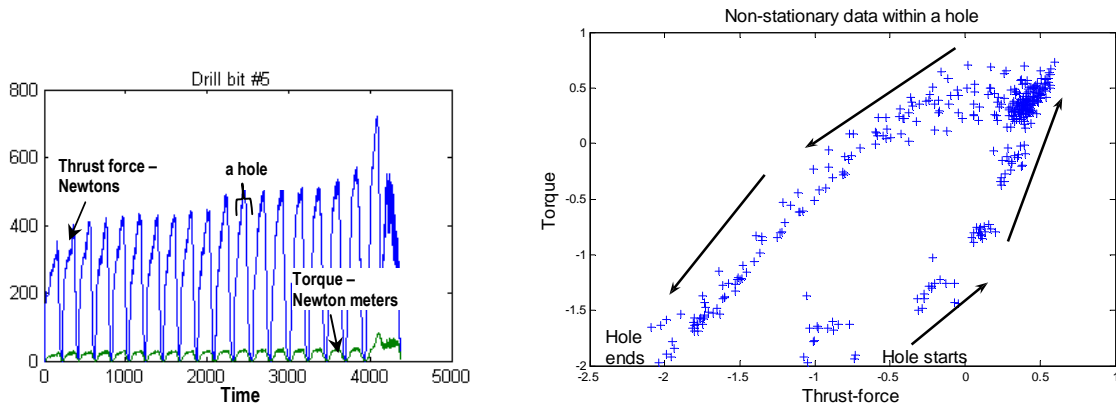 Drill bit #5
800
600
400
200
0
0
1000
2000
3000
4000
5000
Time
Thrust force –
Newtons
a hole
Torque –
Newton meters
Non-stationary data within a hole
1
0.5
0
-0.5
-1
-1.5
-2
-2.5
-2
-1.5
-1
-0.5
0
0.5
1
Torque
Thrust-force
Hole
ends
Hole starts